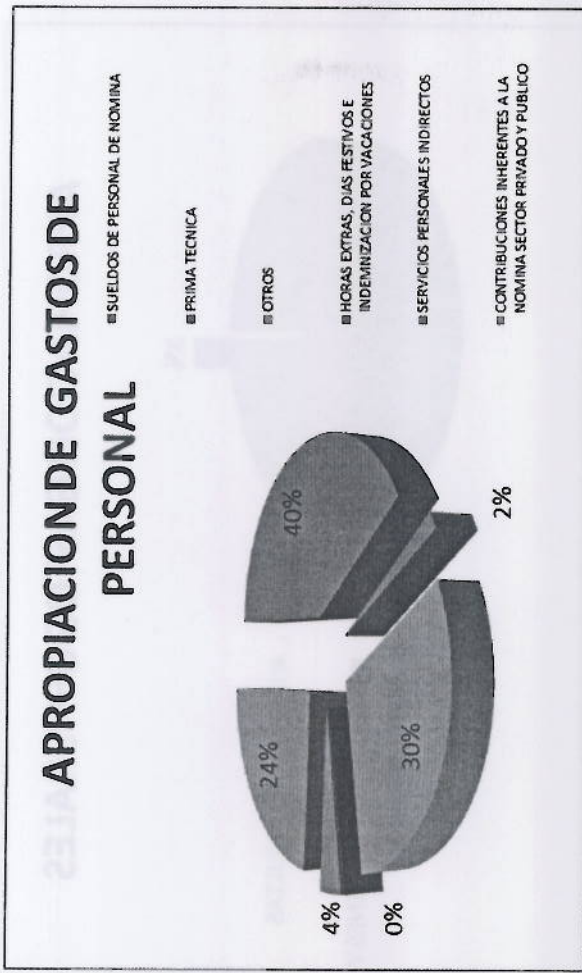 APROPIACION DE GASTOS DE
PERSONAL
SUELDOS DE PERSONAL DE NOMINA
PRIMA TECNICA
OTROS
HORAS EXTRAS, DIAS FESTIVOS E
INDEMNIZACION POR VACACIONES
SERVICIOS PERSONALES INDIRECTOS
CONTRIBUCIONES INHERENTES A LA
NOMINA SECTOR PRIVADO Y PUBLICO
24%
40%
4%
0%
30%
2%